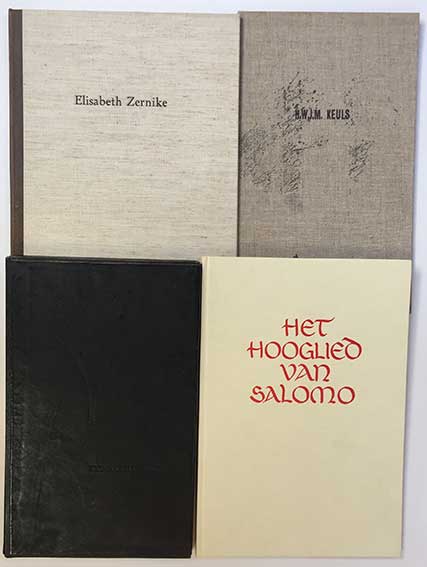 Elisabeth Zernike
H.W.J.M. KEULS
HET
HOOGLIED
VAN
SALOMO